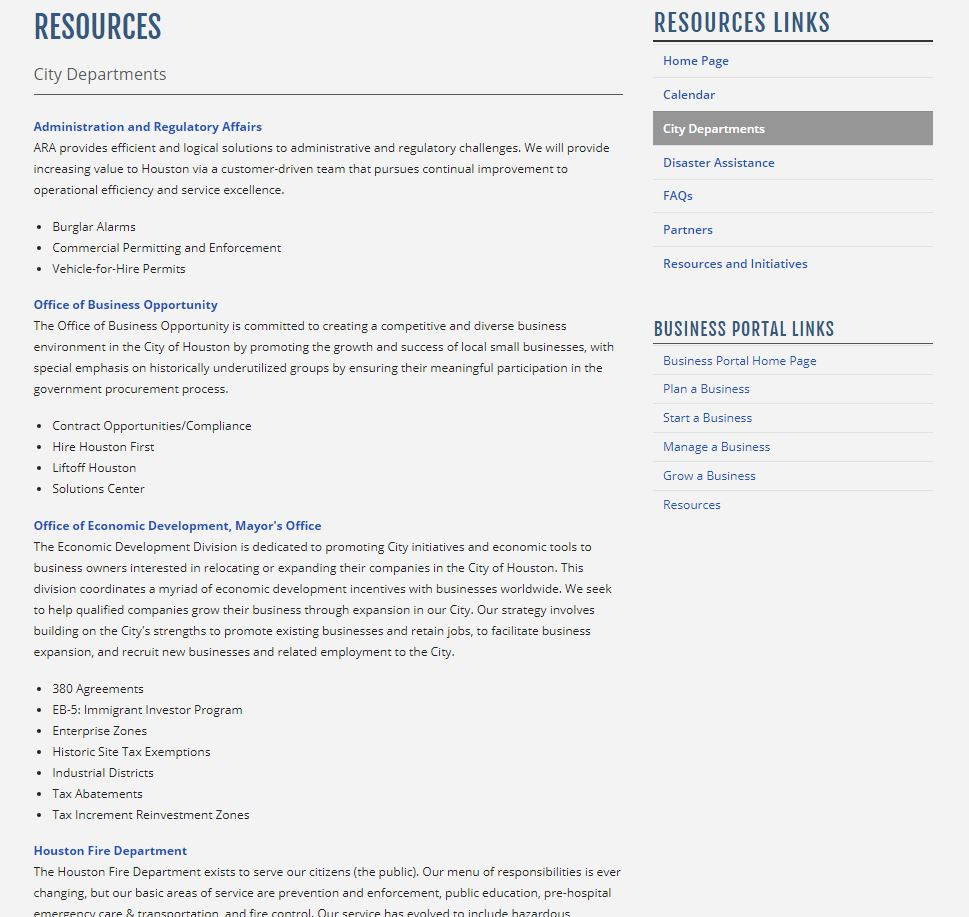 RESOURCES
City Departments
Administration and Regulatory Affairs
ARA provides efficient and logical solutions to administrative and regulatory challenges. We will provide
increasing value to Houston via a customer-driven team that pursues continual improvement to
operational efficiency and service excellence.
• Burglar Alarms
• Commercial Permitting and Enforcement
• Vehicle-for-Hire Permits
Office of Business Opportunity
The Office of Business Opportunity is committed to creating a competitive and diverse business
environment in the City of Houston by promoting the growth and success of local small businesses, with
special emphasis on historically underutilized groups by ensuring their meaningful participation in the
government procurement process.
• Contract Opportunities/Compliance
• Hire Houston First
• Liftoff Houston
• Solutions Center
Office of Economic Development, Mayor's Office
The Economic Development Division is dedicated to promoting City initiatives and economic tools to
business owners interested in relocating or expanding their companies in the City of Houston. This
division coordinates a myriad of economic development incentives with businesses worldwide. We seek
to help qualified companies grow their business through expansion in our City. Our strategy involves
building on the City's strengths to promote existing businesses and retain jobs, to facilitate business
expansion, and recruit new businesses and related employment to the City.
• 380 Agreements
• EB-5: Immigrant Investor Program
• Enterprise Zones
• Historic Site Tax Exemptions
• Industrial Districts
• Tax Abatements
• Tax Increment Reinvestment Zones
Houston Fire Department
The Houston Fire Department exists to serve our citizens (the public). Our menu of responsibilities is ever
changing, but our basic areas of service are prevention and enforcement, public education, pre-hospital
emergency care & transportation, and fire control. Our service has evolved to include hazardous
RESOURCES LINKS
Home Page
Calendar
City Departments
Disaster Assistance
FAQs
Partners
Resources and Initiatives
BUSINESS PORTAL LINKS
Business Portal Home Page
Plan a Business
Start a Business
Manage a Business
Grow a Business
Resources